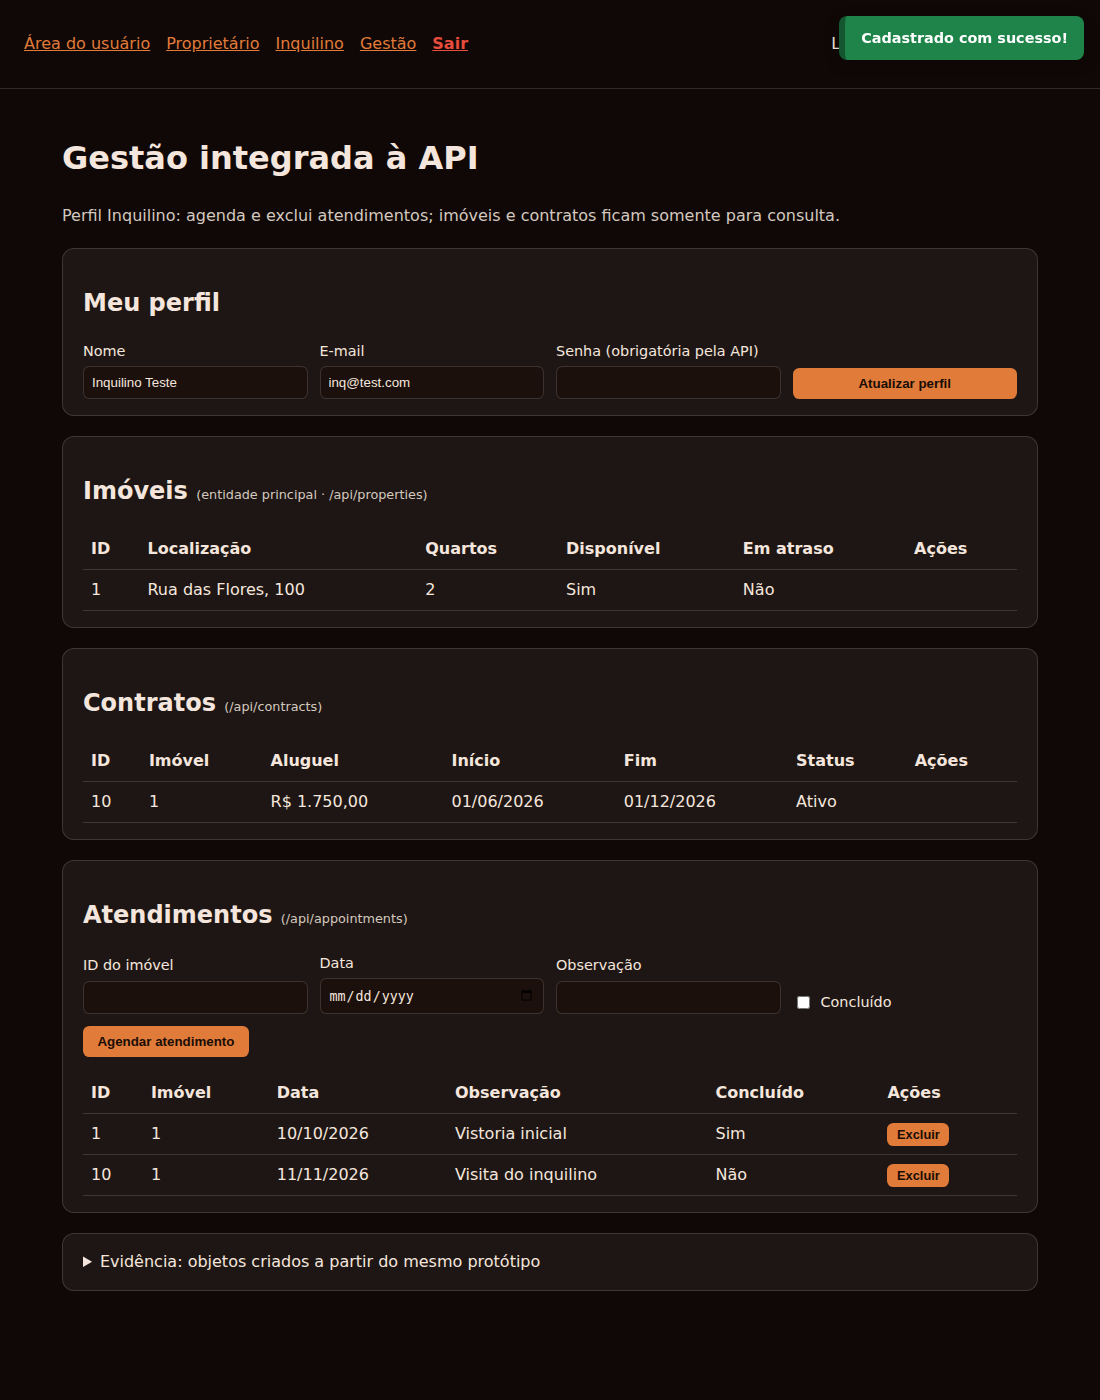 Área do usuário Proprietário Inquilino Gestão Sair
Cadastrado com sucesso!
Gestão integrada à API
Perfil Inquilino: agenda e exclui atendimentos; imóveis e contratos ficam somente para consulta.
Meu perfil
Nome E-mail Senha (obrigatória pela API)
Inquilino Teste inq@test.com Atualizar perfil
Imóveis (entidade principal · /api/properties)
ID Localização Quartos Disponível Em atraso Ações
1 Rua das Flores, 100 2 Sim Não
Contratos (/api/contracts)
ID Imóvel Aluguel Início Fim Status Ações
10 1 R$ 1.750,00 01/06/2026 01/12/2026 Ativo
Atendimentos (/api/appointments)
ID do imóvel Data Observação
mm/dd/yyyy Concluído
Agendar atendimento
ID Imóvel Data Observação Concluído Ações
1 1 10/10/2026 Vistoria inicial Sim Excluir
10 1 11/11/2026 Visita do inquilino Não Excluir
Evidência: objetos criados a partir do mesmo protótipo